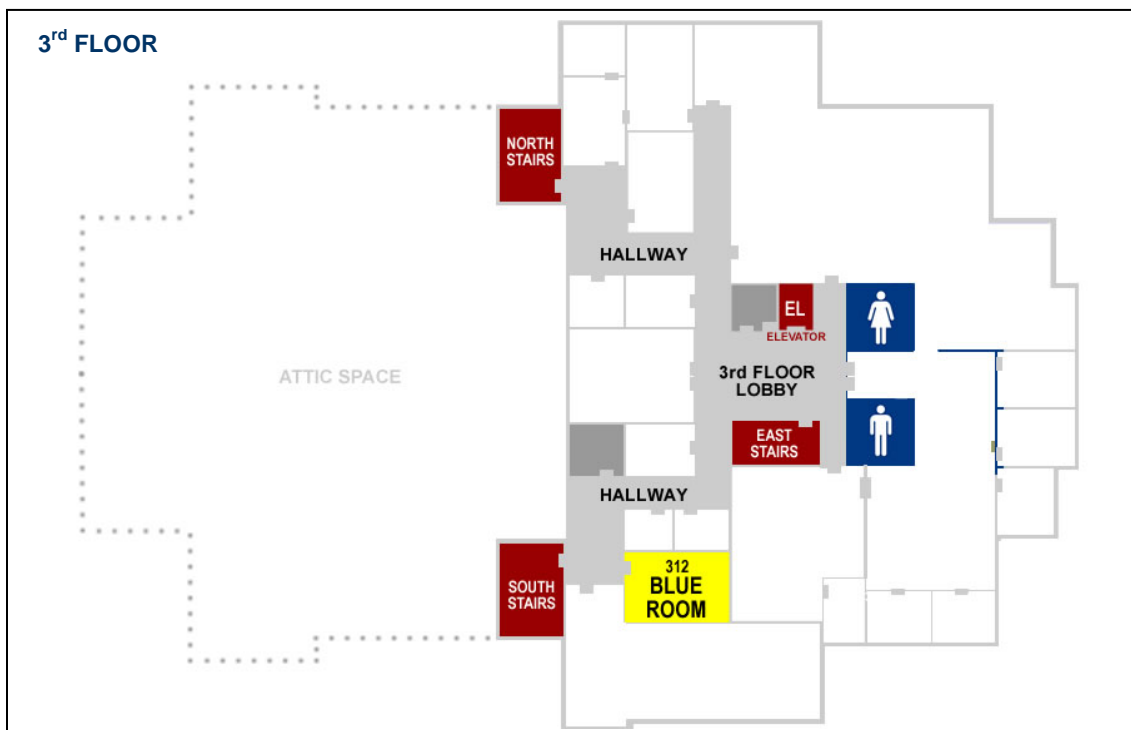 3rd FLOOR
NORTH
STAIRS
HALLWAY
EL
ELEVATOR
ATTIC SPACE
3rd FLOOR
LOBBY
EAST
STAIRS
HALLWAY
SOUTH
STAIRS
312
BLUE
ROOM